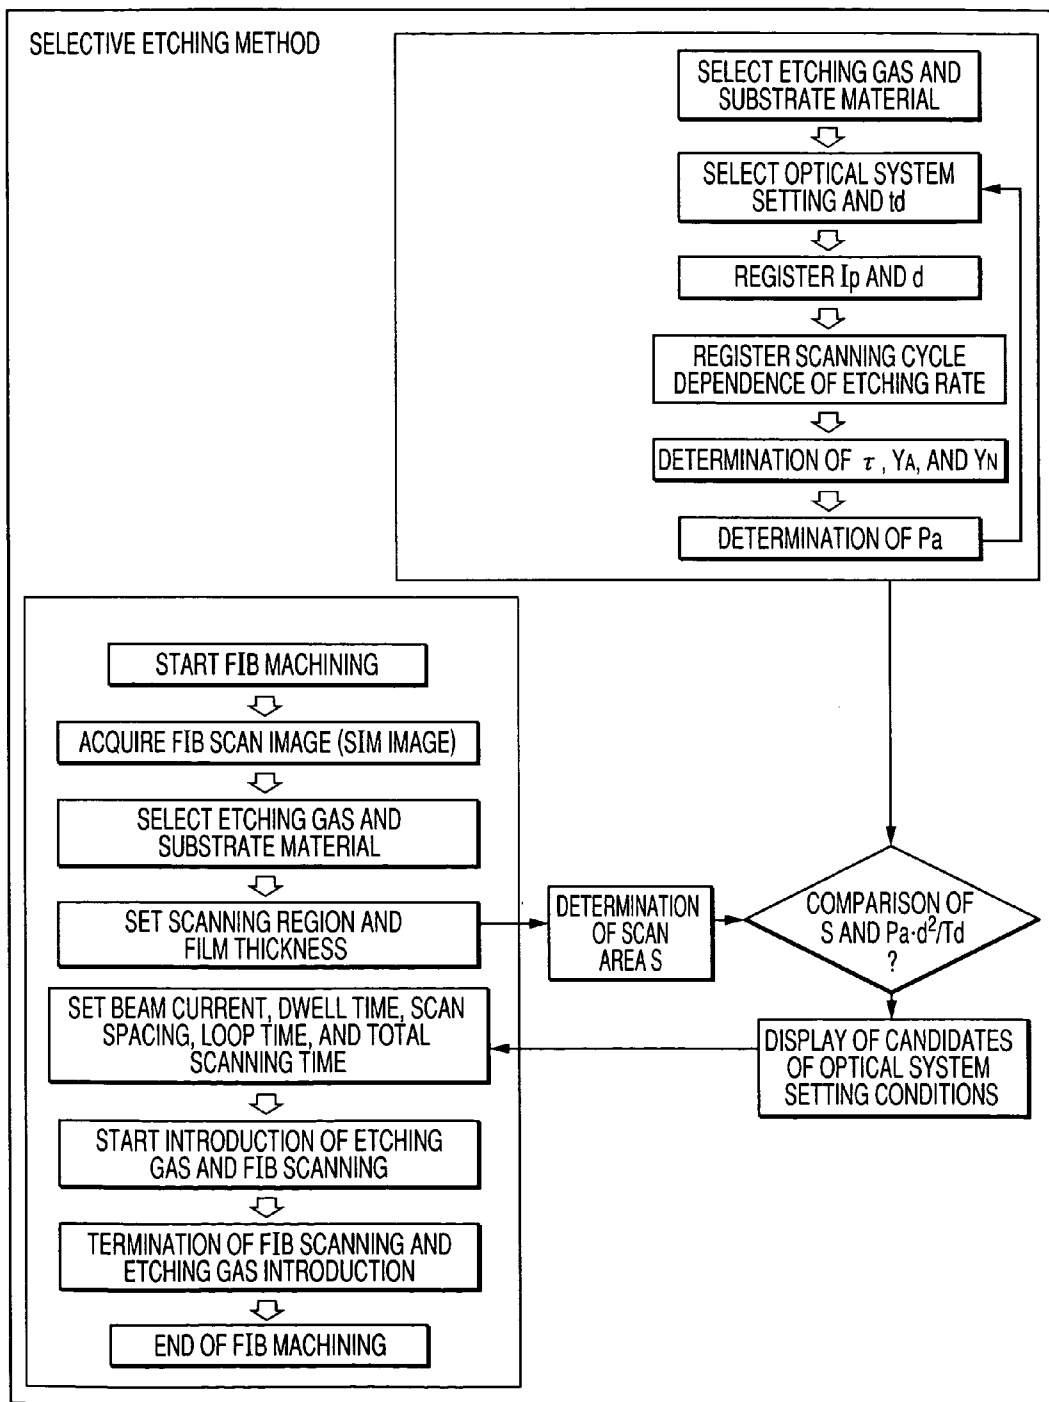 SELECTIVE ETCHING METHOD
SELECT ETCHING GAS AND
SUBSTRATE MATERIAL
SELECT OPTICAL SYSTEM
SETTING AND td
REGISTER Ip AND d
REGISTER SCANNING CYCLE
DEPENDENCE OF ETCHING RATE
DETERMINATION OF τ, YA, AND YN
DETERMINATION OF Pa
START FIB MACHINING
ACQUIRE FIB SCAN IMAGE (SIM IMAGE)
SELECT ETCHING GAS AND
SUBSTRATE MATERIAL
SET SCANNING REGION AND
FILM THICKNESS
DETERMINATION
OF SCAN
AREA S
COMPARISON OF
S AND Pa·d²/Td
?
DISPLAY OF CANDIDATES
OF OPTICAL SYSTEM
SETTING CONDITIONS
SET BEAM CURRENT, DWELL TIME, SCAN
SPACING, LOOP TIME, AND TOTAL
SCANNING TIME
START INTRODUCTION OF ETCHING
GAS AND FIB SCANNING
TERMINATION OF FIB SCANNING AND
ETCHING GAS INTRODUCTION
END OF FIB MACHINING